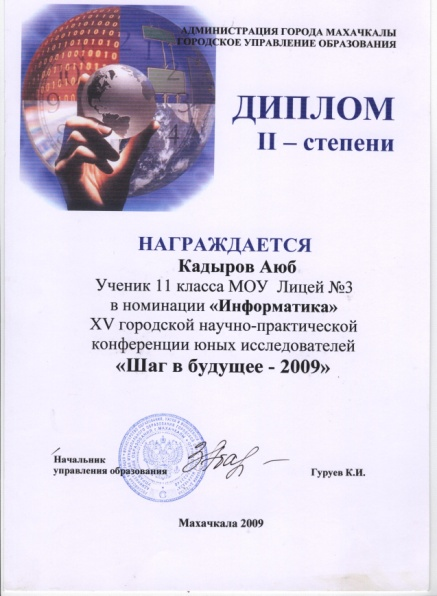 АДМИНИСТРАЦИЯ ГОРОДА МАХАЧКАЛЫ
ГОРОДСКОЕ УПРАВЛЕНИЕ ОБРАЗОВАНИЯ
ДИПЛОМ
II – степени
НАГРАЖДАЕТСЯ
Кадыров Аюб
Ученик 11 класса МОУ Лицей №3
в номинации «Информатика»
XV городской научно-практической
конференции юных исследователей
«Шаг в будущее - 2009»
Начальник
управления образования
Гуруев К.И.
Махачкала 2009